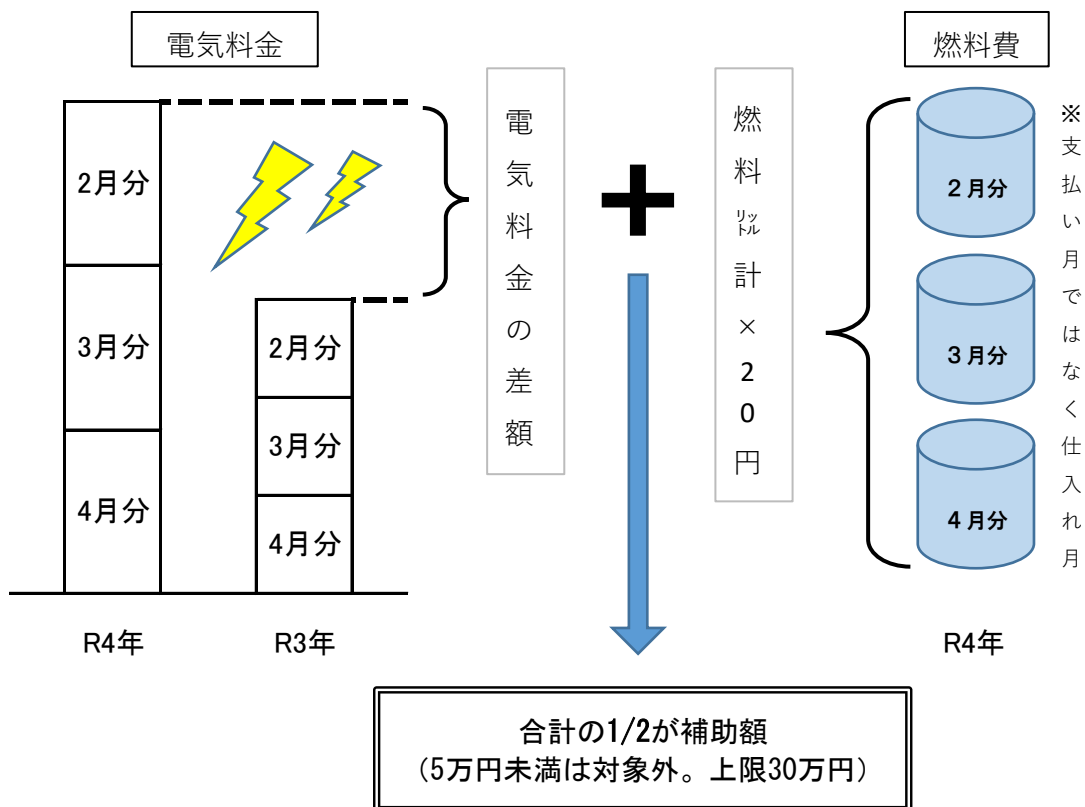 電気料金
燃料費
2月分
3月分
4月分
R4年
2月分
3月分
4月分
R3年
電気料金の差額
燃料㍑計×20円
２月分
３月分
４月分
R4年
※支払い月ではなく仕入れ月
合計の1/2が補助額
（5万円未満は対象外。上限30万円）